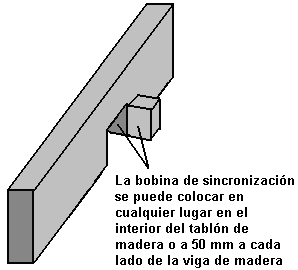 La bobina de sincronización
se puede colocar en
cualquier lugar en el
interior del tablón de
madera o a 50 mm a cada
lado de la viga de madera